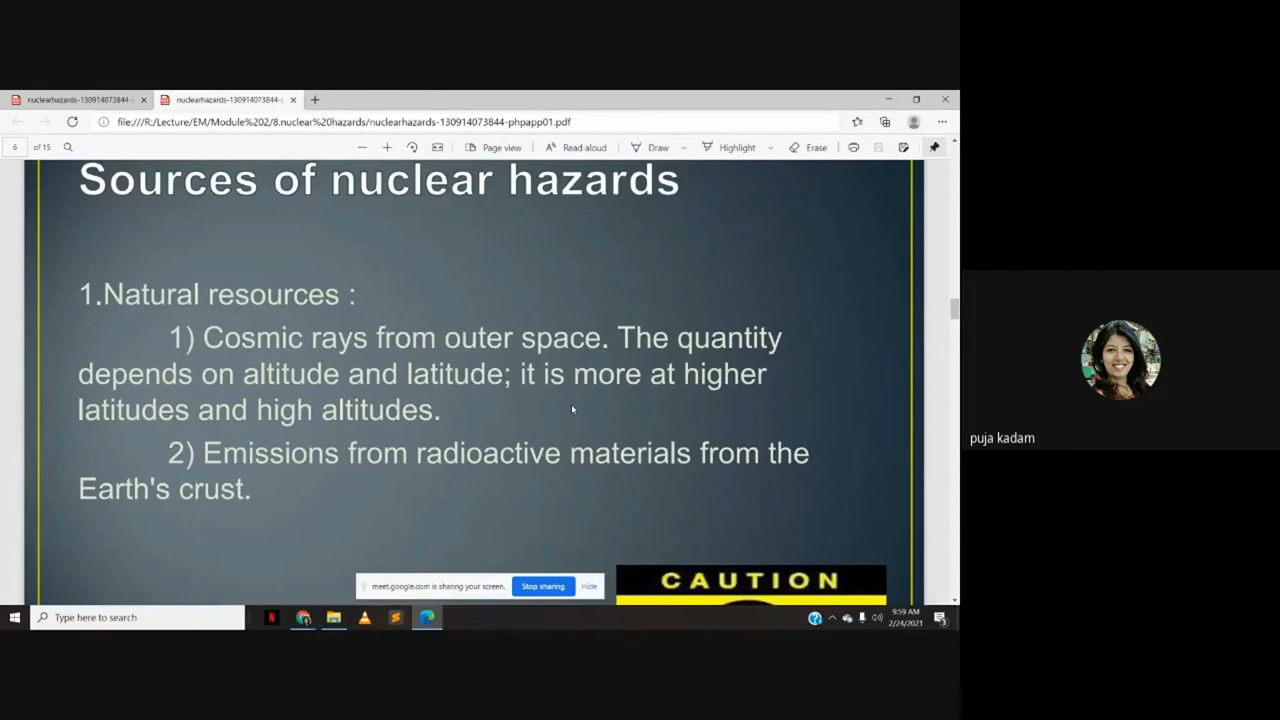 nuclearhazards-130914073844-
nuclearhazards-130914073844-
file:///R:/Lecture/EM/Module%202/8.nuclear%20hazards/nuclearhazards-130914073844-phpapp01.pdf
6 of 15 Page view Read aloud Draw Highlight Erase
Sources of nuclear hazards
1.Natural resources :
1) Cosmic rays from outer space. The quantity
depends on altitude and latitude; it is more at higher
latitudes and high altitudes.
2) Emissions from radioactive materials from the
Earth's crust.
CAUTION
meet.google.com is sharing your screen. Stop sharing Hide
Type here to search
9:59 AM
2/24/2021
puja kadam